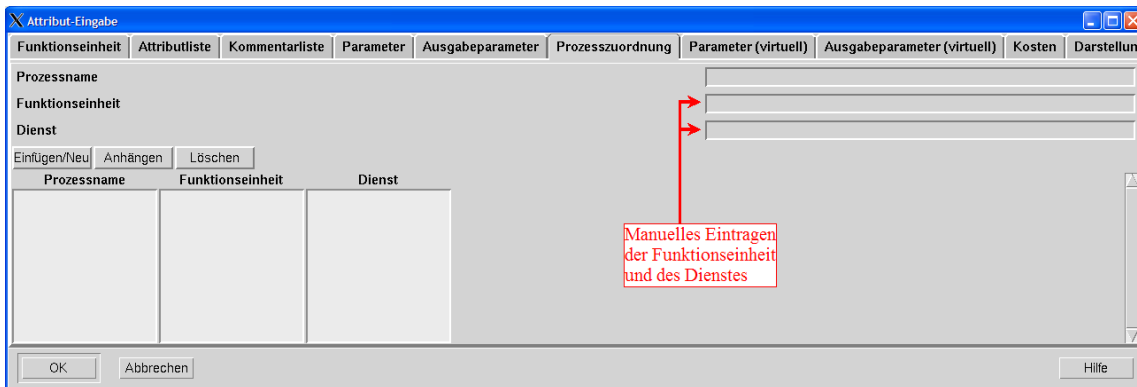 Attribut-Eingabe
Funktionseinheit Attributliste Kommentarliste Parameter Ausgabeparameter Prozesszuordnung Parameter (virtuell) Ausgabeparameter (virtuell) Kosten Darstellun
Prozessname
Funktionseinheit
Dienst
Einfügen/Neu Anhängen Löschen
Prozessname Funktionseinheit Dienst
Manuelles Eintragen
der Funktionseinheit
und des Dienstes
OK Abbrechen Hilfe